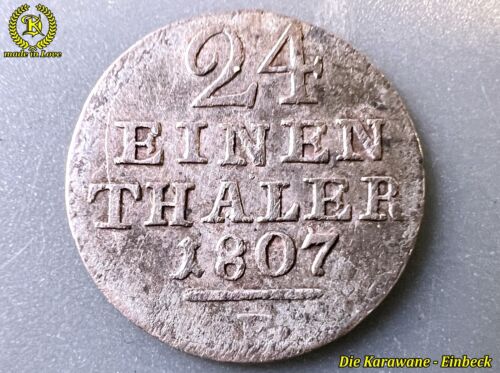 made in Love
24
EINEN
THALER
1807
Die Karawane - Einbeck